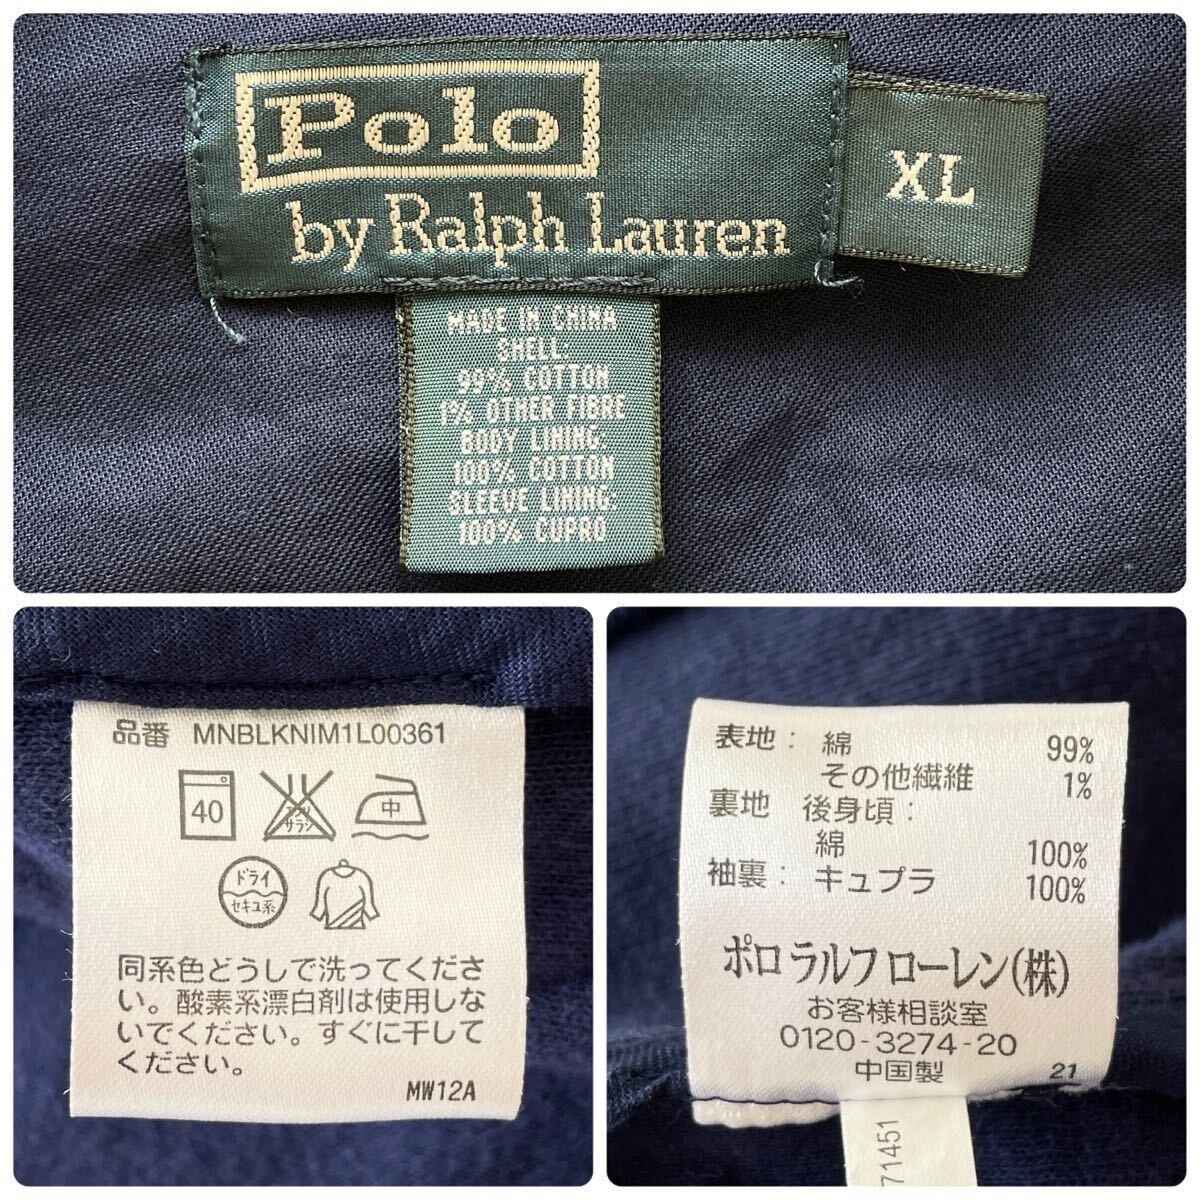 Polo
by Ralph Lauren
XL
MADE IN CHINA
SHELL:
99% COTTON
1% OTHER FIBRE
BODY LINING:
100% COTTON
SLEEVE LINING:
100% CUPRO
品番 MNBLKNIM1L00361
40
エンソ
サラシ
中
ドライ
セキユ系
同系色どうしで洗ってくださ
い。酸素系漂白剤は使用しな
いでください。すぐに干して
ください。
MW12A
表地: 綿 99%
その他繊維 1%
裏地 後身頃:
綿 100%
袖裏: キュプラ 100%
ポロ ラルフ ローレン(株)
お客様相談室
0120-3274-20
中国製 21
71451